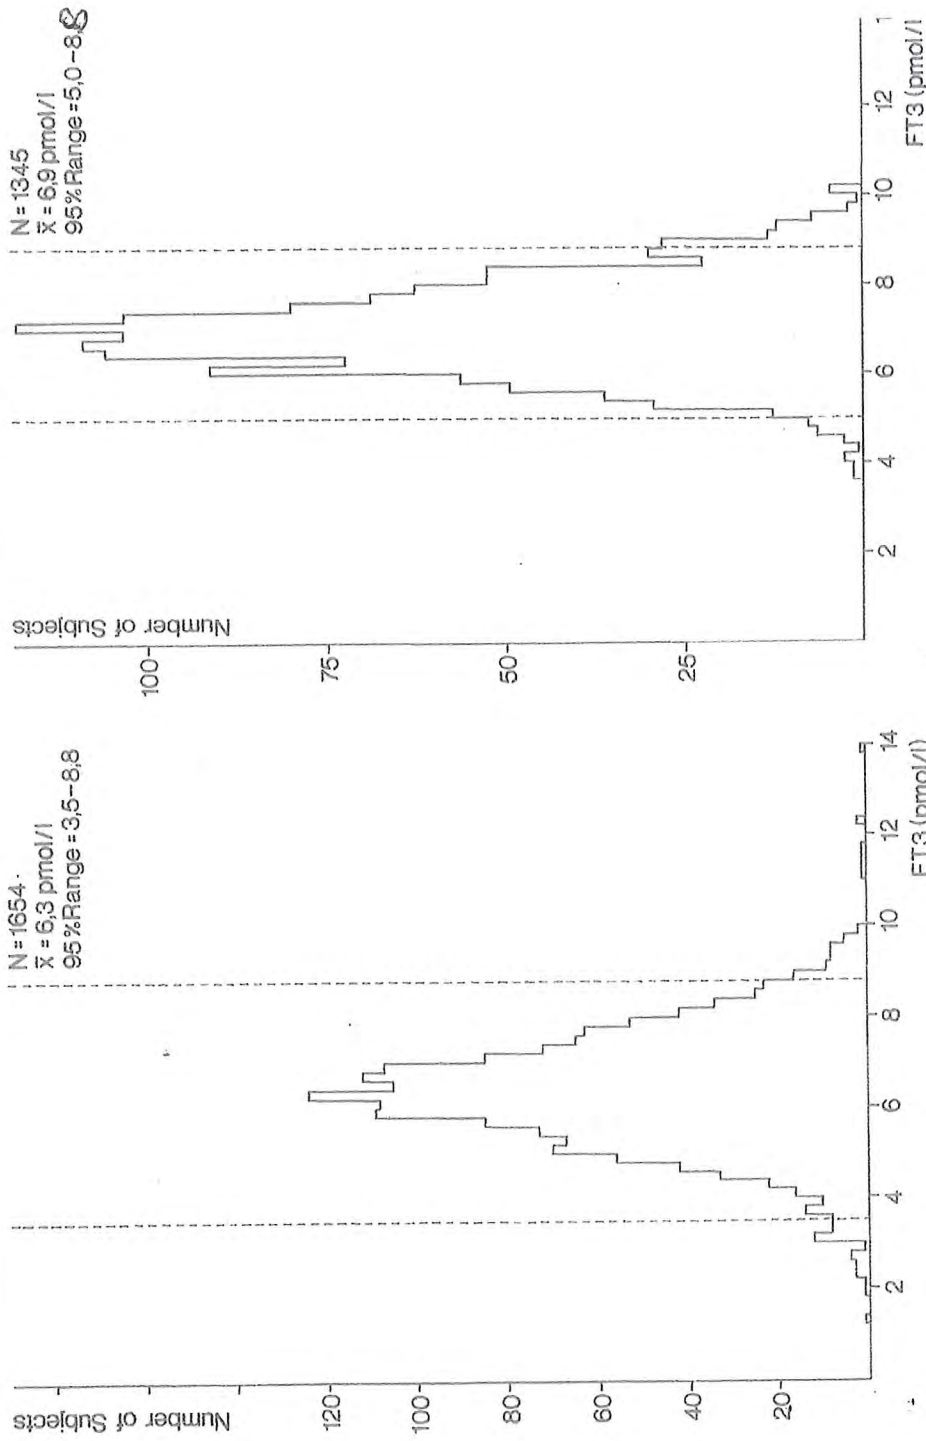 Number of Subjects
N = 1654
x̄ = 6,3 pmol/l
95% Range = 3,5-8,8
120
100
80
60
40
20
2
4
6
8
10
12
14
FT3 (pmol/l)
Number of Subjects
N = 1345
x̄ = 6,9 pmol/l
95% Range = 5,0-8,8
100-
75-
50-
25-
2
4
6
8
10
12
1
FT3 (pmol/l